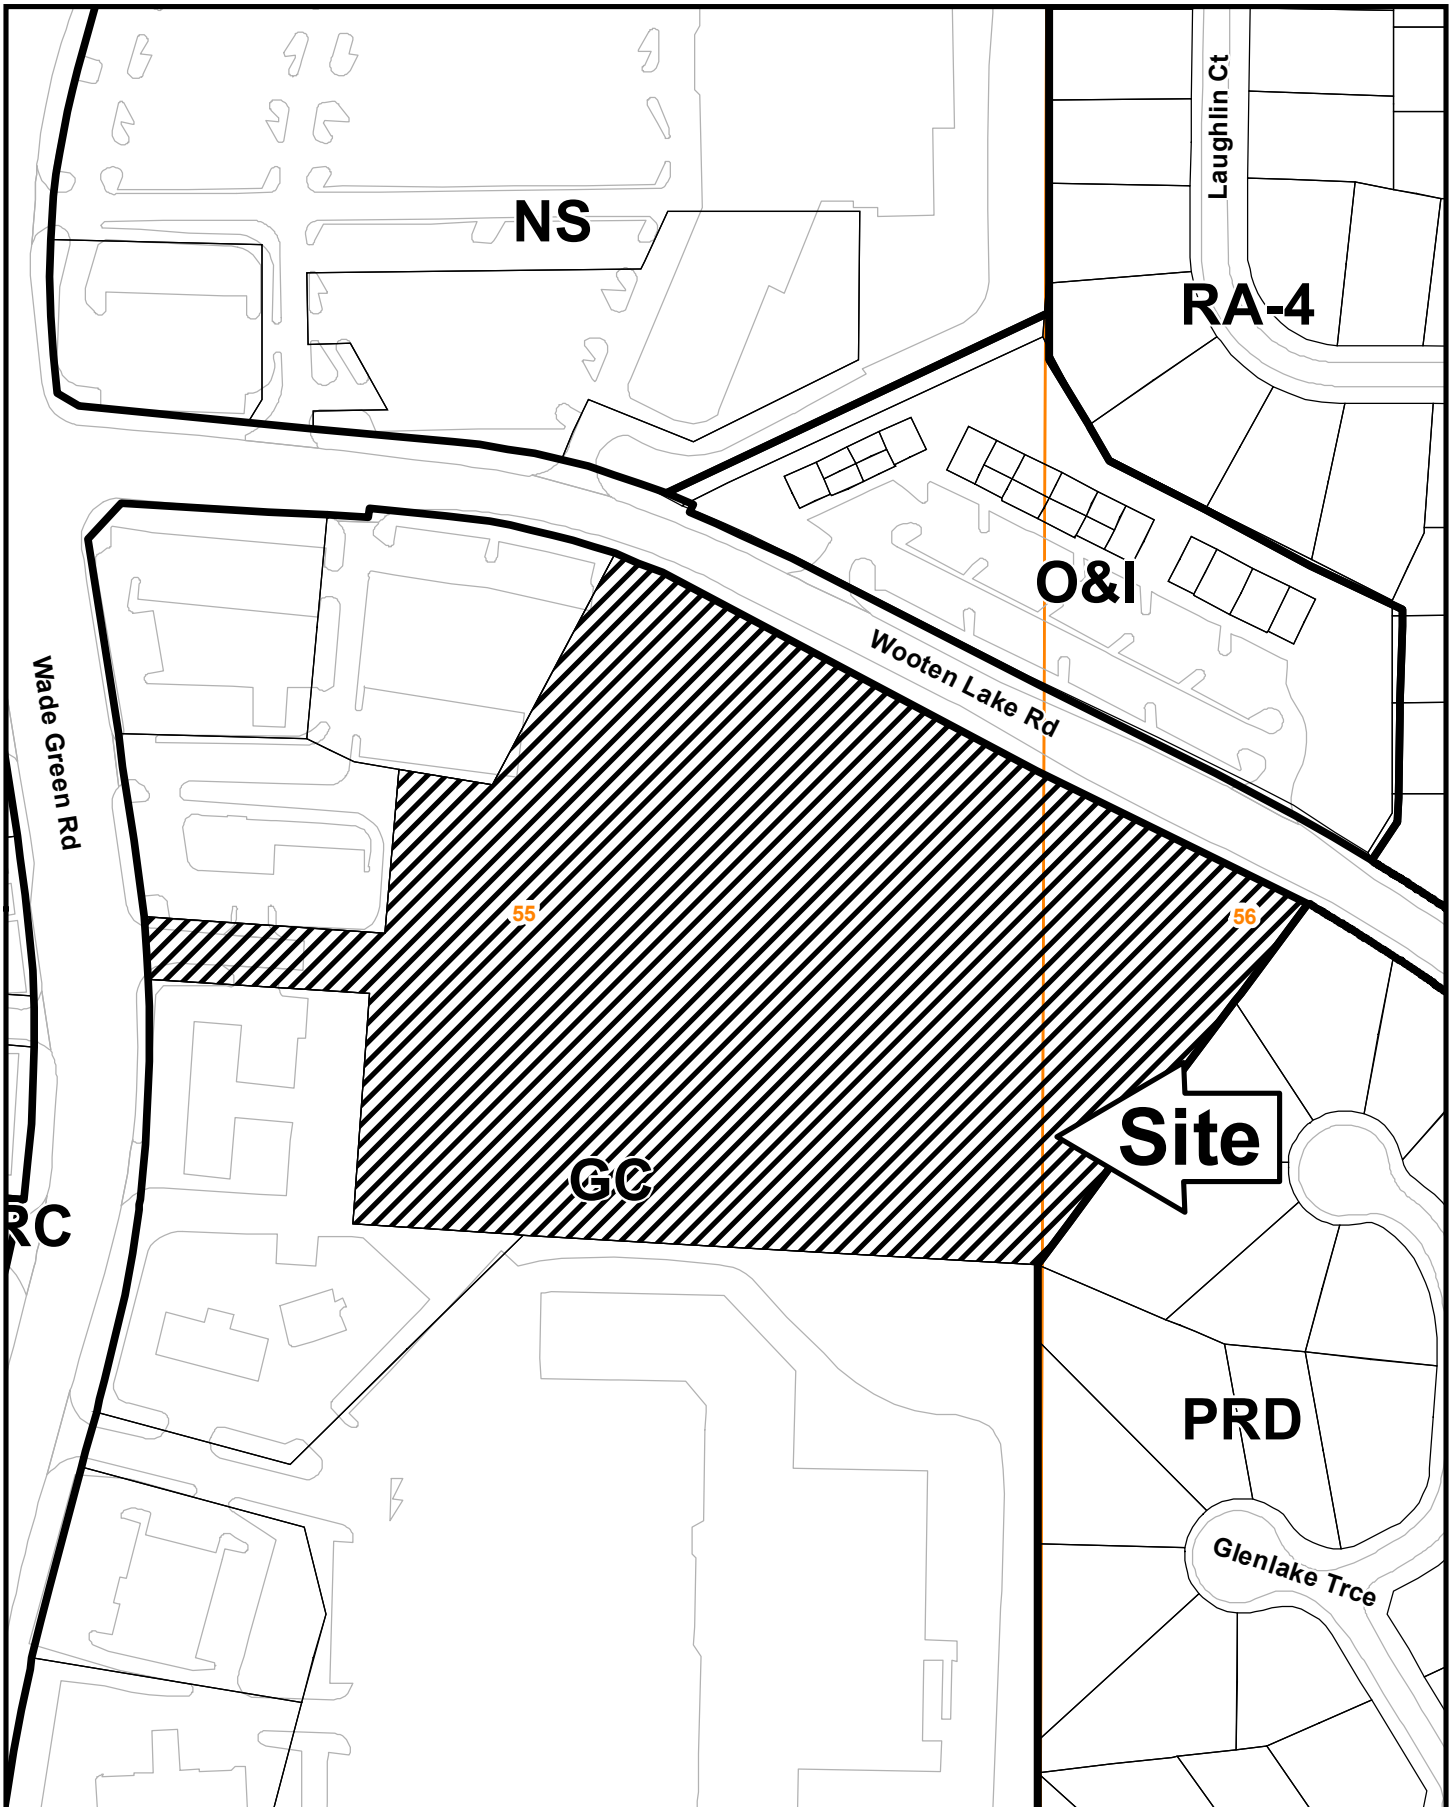 Laughlin Ct
NS
RA-4
O&I
Wooten Lake Rd
Wade Green Rd
55
56
Site
GC
RC
PRD
Glenlake Trce